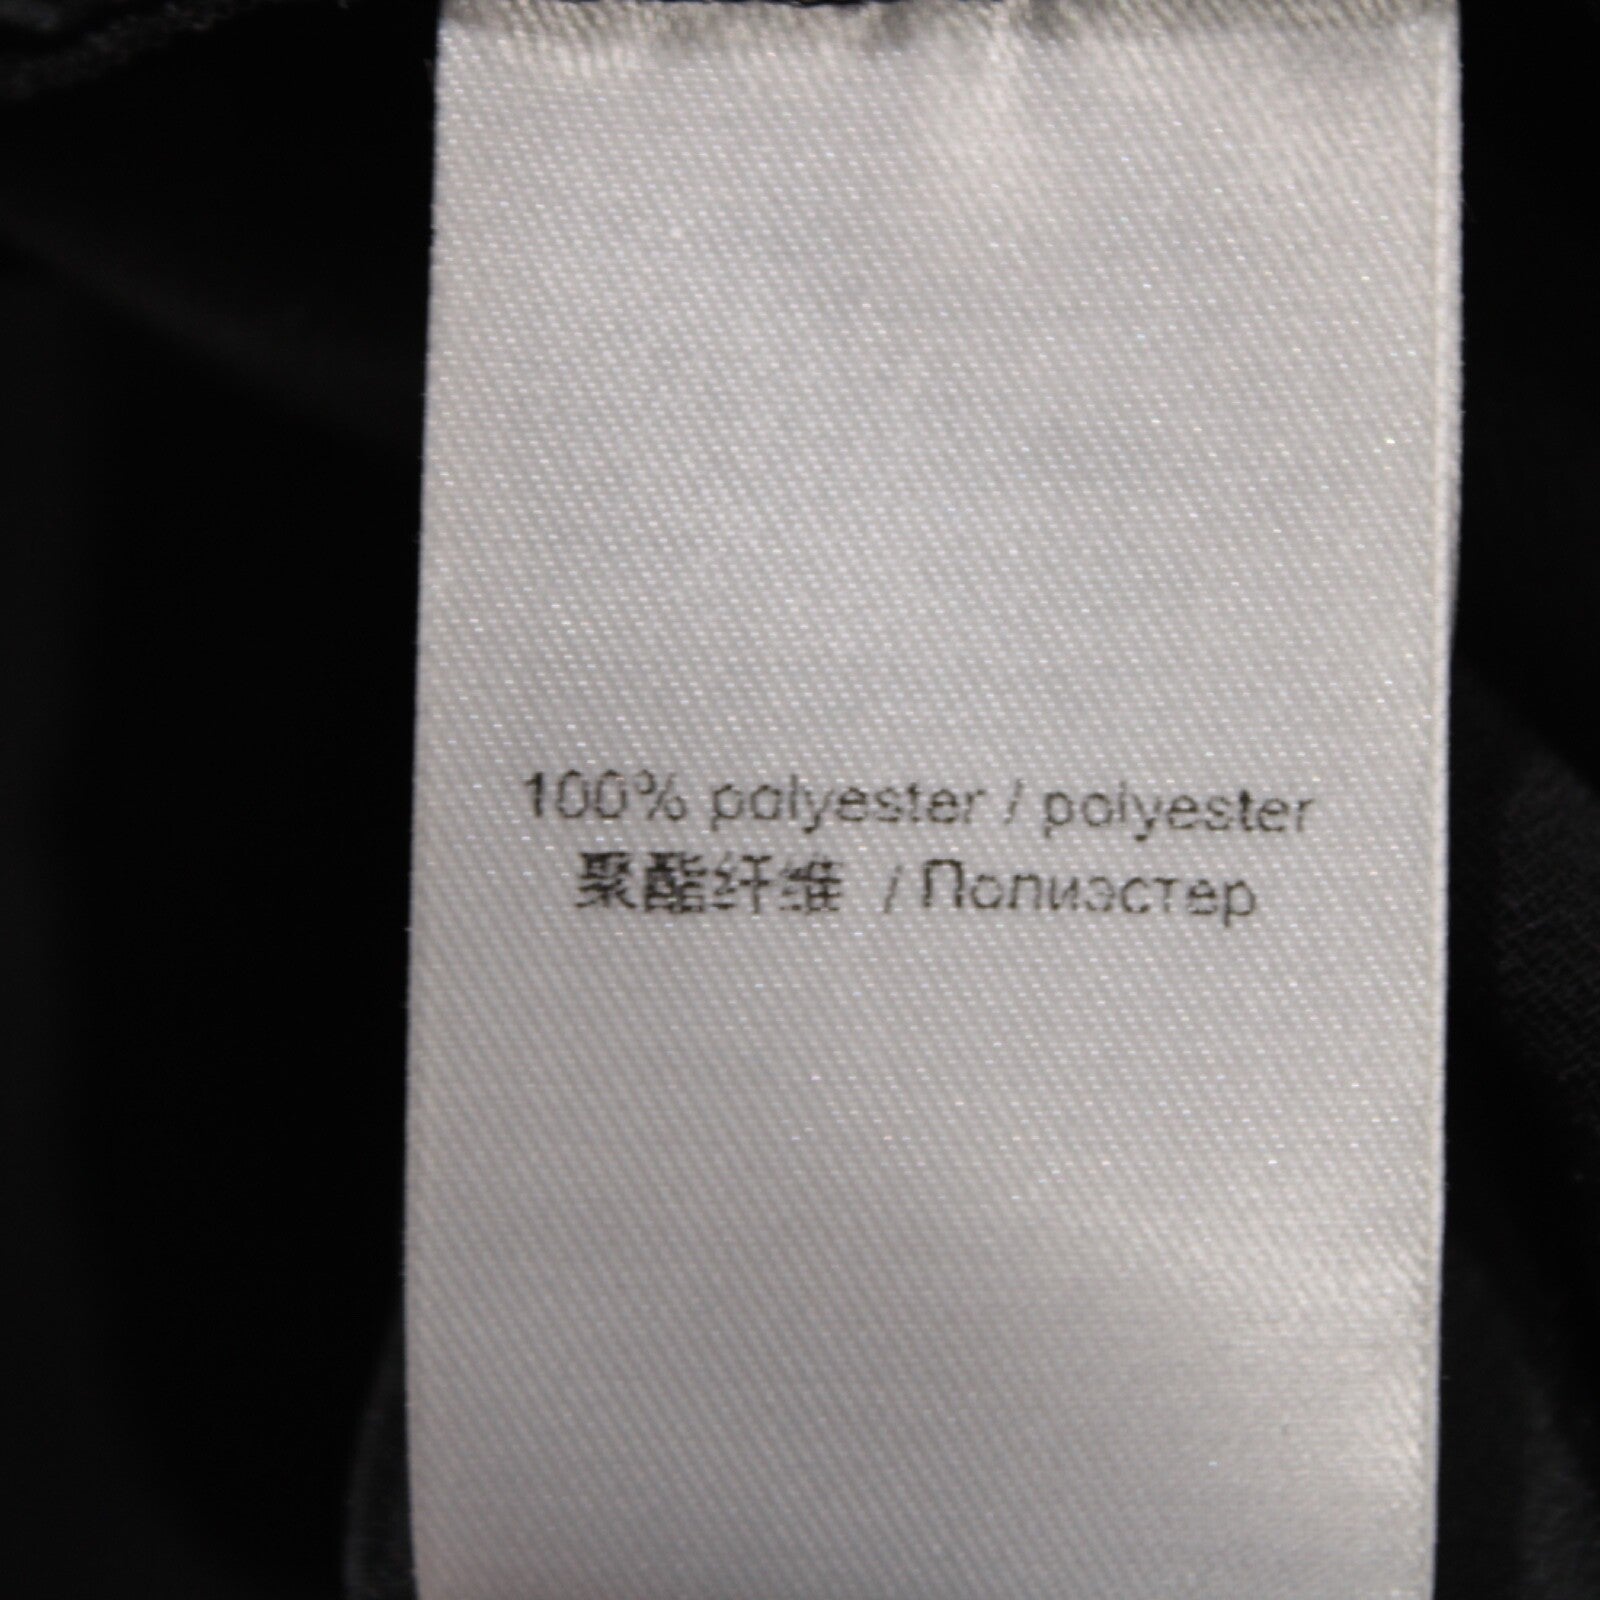 100% polyester / polyester
聚酯纤维 / Полиэстер